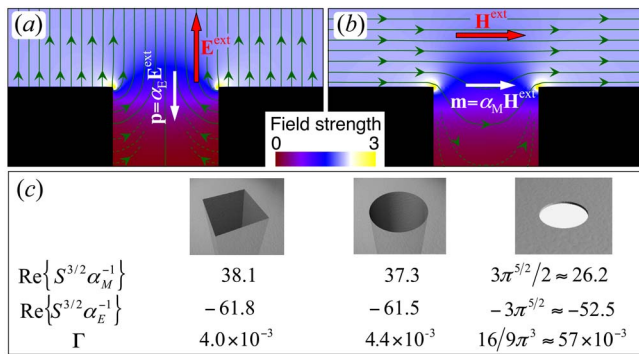 (a)
E^ext
p=α_E E^ext
(b)
H^ext
m=α_M H^ext
Field strength
0 3
(c)
Re{S^3/2 α_M^-1} 38.1 37.3 3π^5/2/2 ≈ 26.2
Re{S^3/2 α_E^-1} −61.8 −61.5 −3π^5/2 ≈ −52.5
Γ 4.0×10^-3 4.4×10^-3 16/9π^3 ≈ 57×10^-3